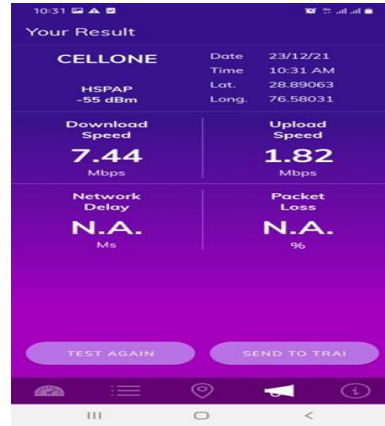 10:31
Your Result
CELLONE
HSPAP
-55 dBm
Date 23/12/21
Time 10:31 AM
Lat. 28.89063
Long. 76.58031
Download
Speed
7.44
Mbps
Upload
Speed
1.82
Mbps
Network
Delay
N.A.
Ms
Packet
Loss
N.A.
%
TEST AGAIN
SEND TO TRAI